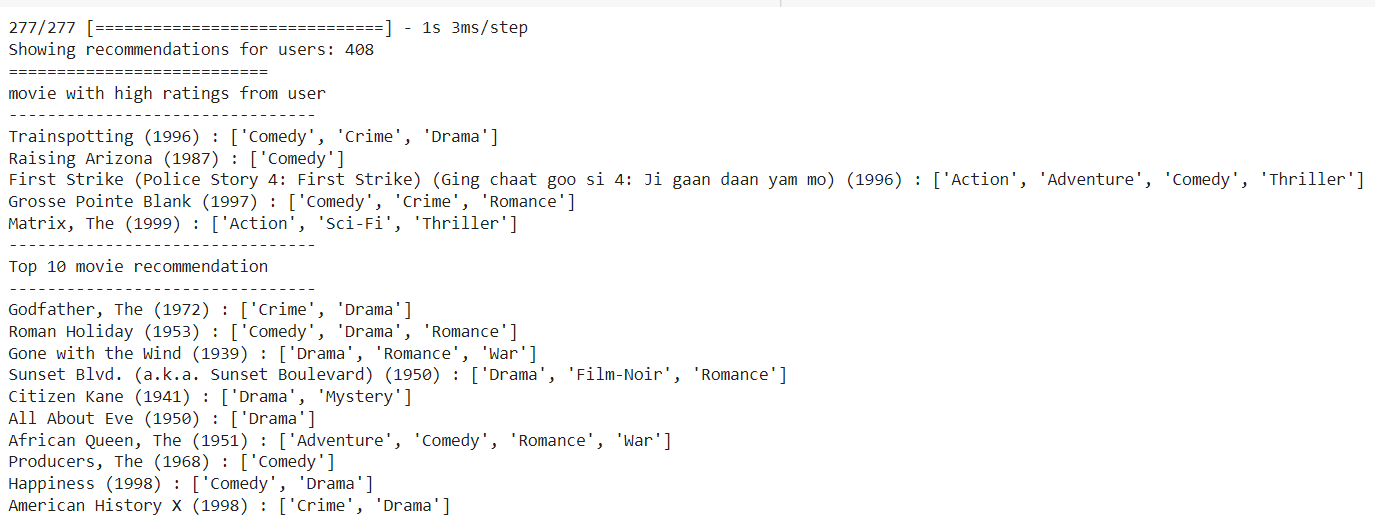 277/277 [==============================] - 1s 3ms/step
Showing recommendations for users: 408
===========================
movie with high ratings from user
--------------------------------
Trainspotting (1996) : ['Comedy', 'Crime', 'Drama']
Raising Arizona (1987) : ['Comedy']
First Strike (Police Story 4: First Strike) (Ging chaat goo si 4: Ji gaan daan yam mo) (1996) : ['Action', 'Adventure', 'Comedy', 'Thriller']
Grosse Pointe Blank (1997) : ['Comedy', 'Crime', 'Romance']
Matrix, The (1999) : ['Action', 'Sci-Fi', 'Thriller']
--------------------------------
Top 10 movie recommendation
--------------------------------
Godfather, The (1972) : ['Crime', 'Drama']
Roman Holiday (1953) : ['Comedy', 'Drama', 'Romance']
Gone with the Wind (1939) : ['Drama', 'Romance', 'War']
Sunset Blvd. (a.k.a. Sunset Boulevard) (1950) : ['Drama', 'Film-Noir', 'Romance']
Citizen Kane (1941) : ['Drama', 'Mystery']
All About Eve (1950) : ['Drama']
African Queen, The (1951) : ['Adventure', 'Comedy', 'Romance', 'War']
Producers, The (1968) : ['Comedy']
Happiness (1998) : ['Comedy', 'Drama']
American History X (1998) : ['Crime', 'Drama']